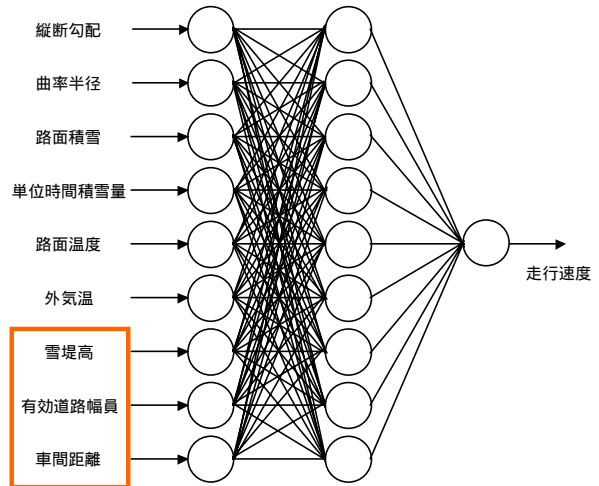 縦断勾配
曲率半径
路面積雪
単位時間積雪量
路面温度
走行速度
外気温
雪堤高
有効道路幅員
車間距離